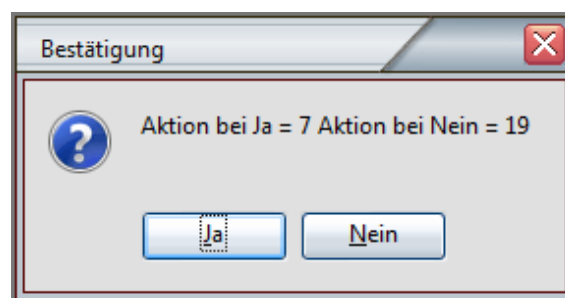 Bestätigung
Aktion bei Ja = 7 Aktion bei Nein = 19
Ja
Nein